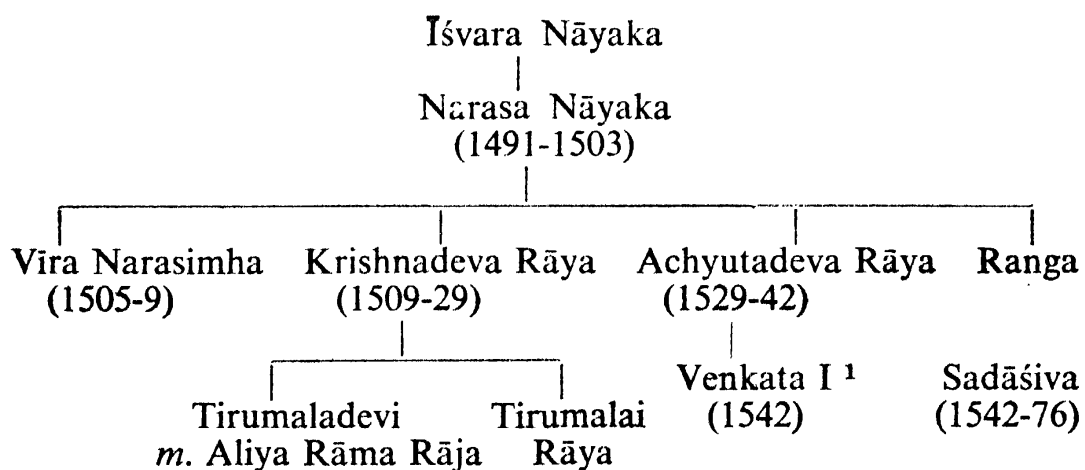 Īśvara Nāyaka
Narasa Nāyaka
(1491-1503)
Vīra Narasimha Krishnadeva Rāya Achyutadeva Rāya Ranga
(1505-9) (1509-29) (1529-42)
Venkata I ¹ Sadāśiva
(1542) (1542-76)
Tirumaladevi Tirumalai
m. Aliya Rāma Rāja Rāya